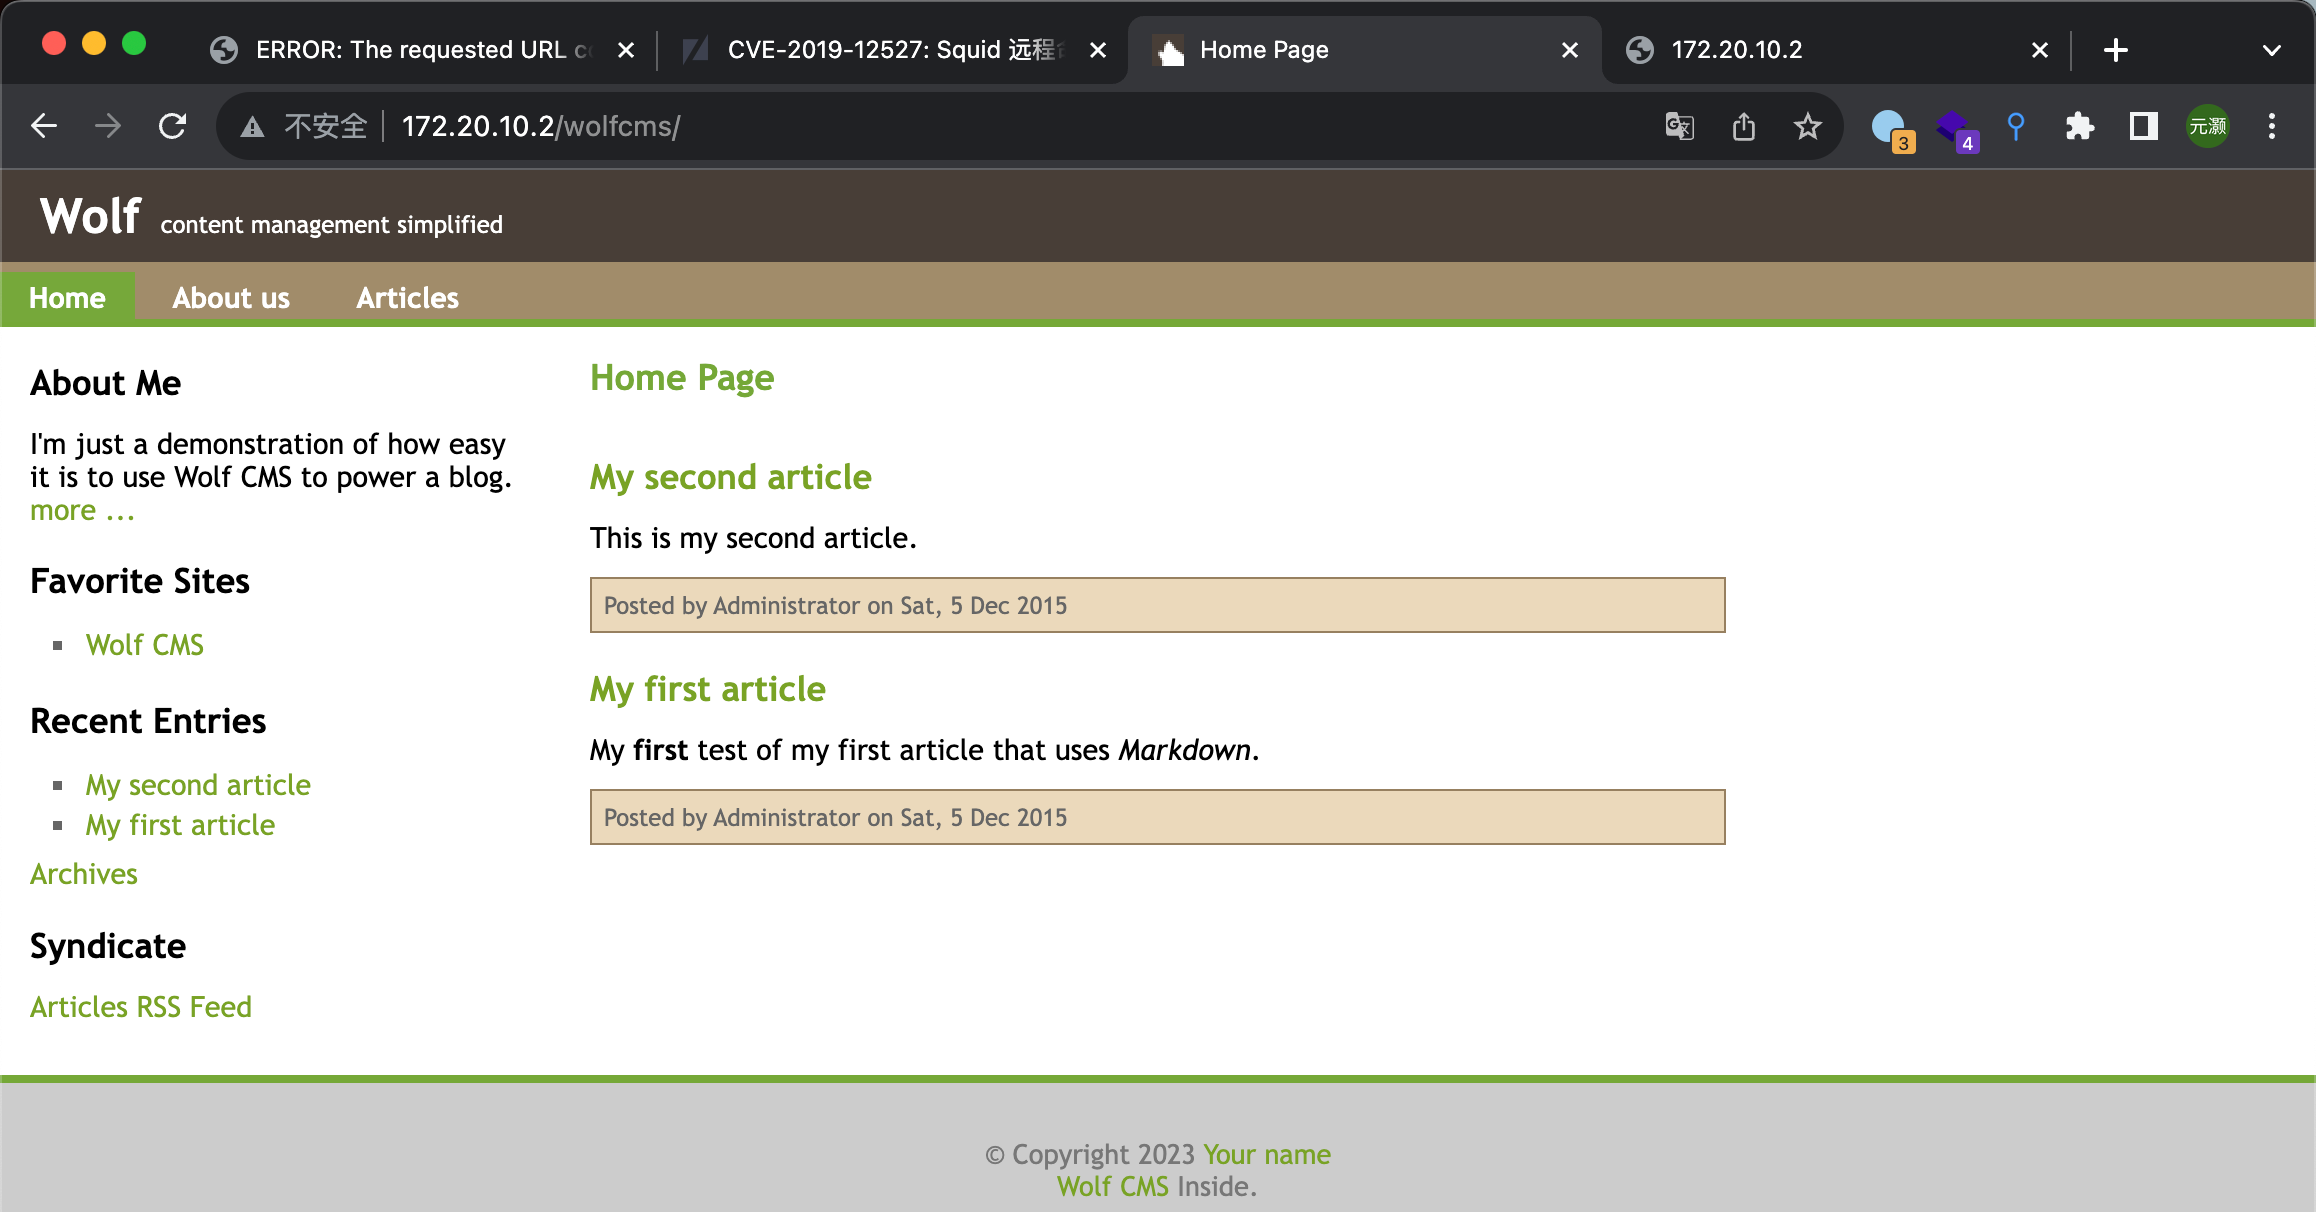 ERROR: The requested URL c
CVE-2019-12527: Squid 远程
Home Page
172.20.10.2
不安全
172.20.10.2/wolfcms/
3
4
元灏
Wolf content management simplified
Home
About us
Articles
About Me
I'm just a demonstration of how easy
it is to use Wolf CMS to power a blog.
more ...
Favorite Sites
Wolf CMS
Recent Entries
My second article
My first article
Archives
Syndicate
Articles RSS Feed
Home Page
My second article
This is my second article.
Posted by Administrator on Sat, 5 Dec 2015
My first article
My first test of my first article that uses Markdown.
Posted by Administrator on Sat, 5 Dec 2015
© Copyright 2023 Your name
Wolf CMS Inside.